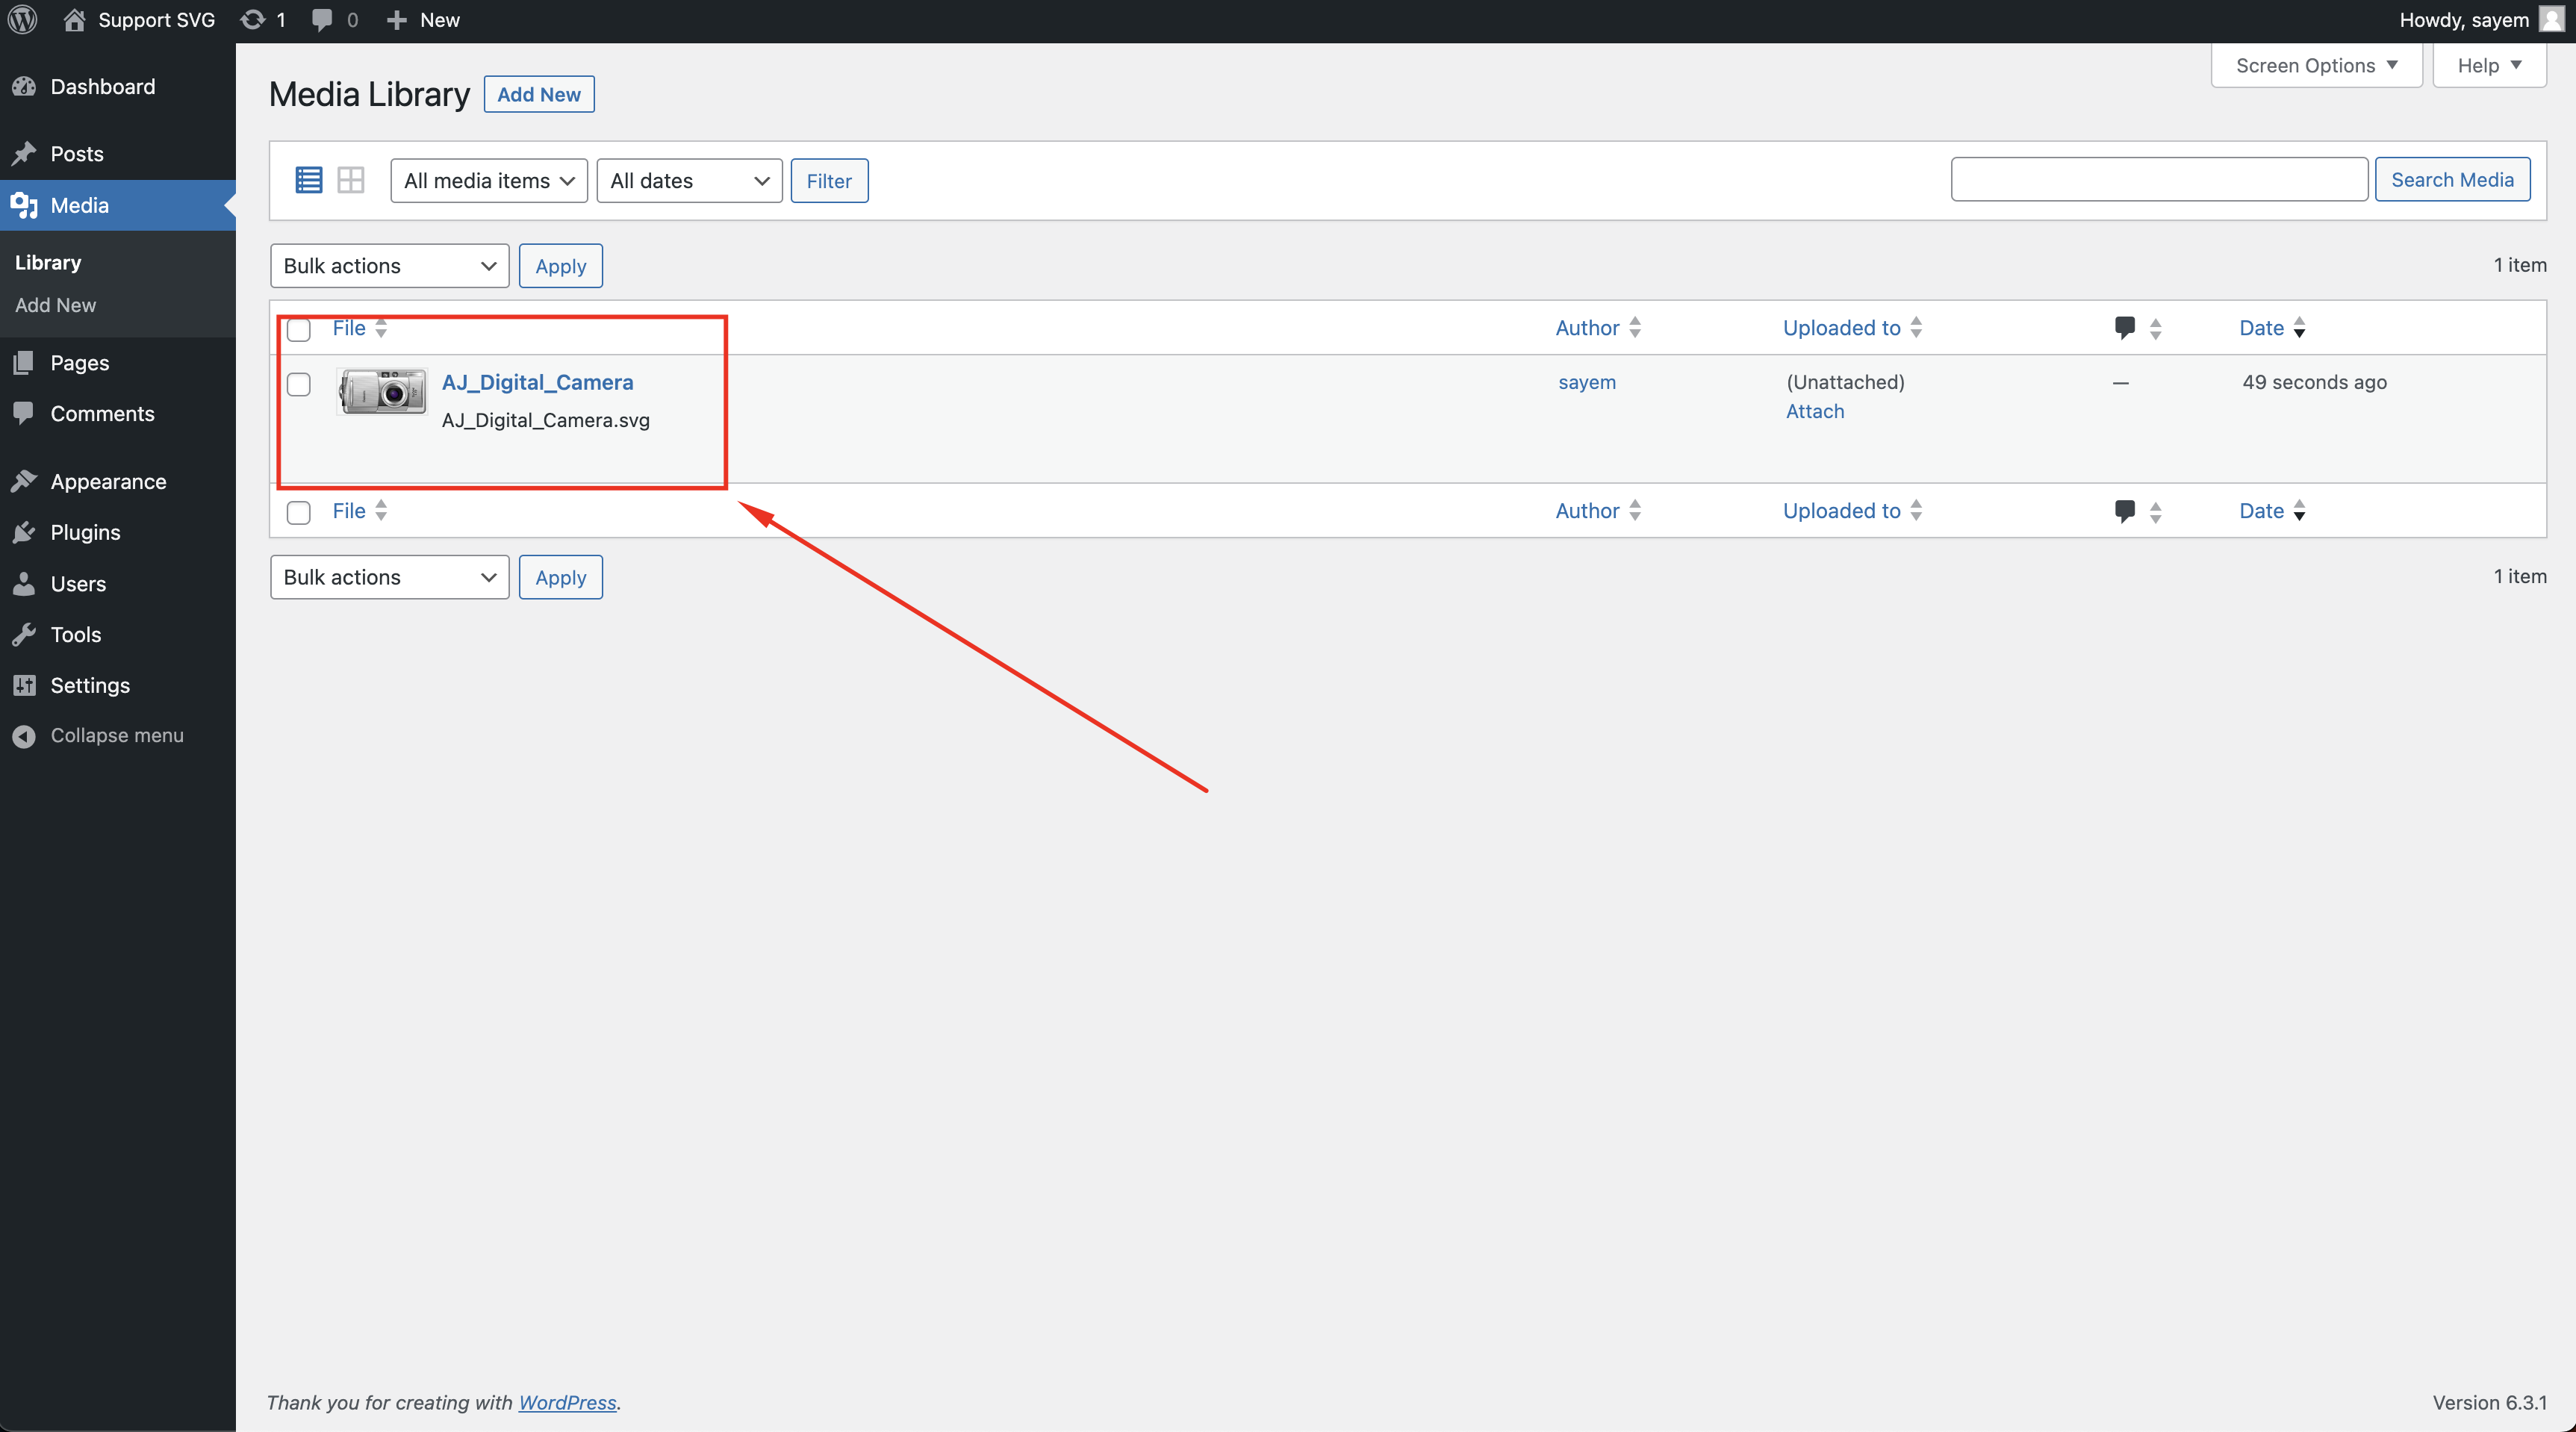 Support SVG 1 0 New Howdy, sayem
Dashboard
Posts
Media
Library
Add New
Pages
Comments
Appearance
Plugins
Users
Tools
Settings
Collapse menu
Screen Options Help
Media Library Add New
All media items All dates Filter Search Media
Bulk actions Apply 1 item
File Author Uploaded to Date
AJ_Digital_Camera sayem (Unattached) — 49 seconds ago
Attach
AJ_Digital_Camera.svg
File Author Uploaded to Date
Bulk actions Apply 1 item
Thank you for creating with WordPress. Version 6.3.1